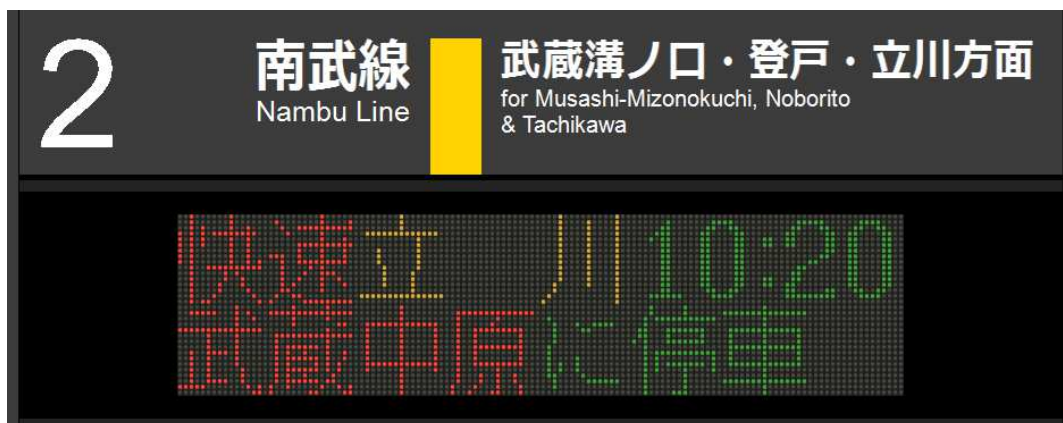 2
南武線
Nambu Line
武蔵溝ノ口・登戸・立川方面
for Musashi-Mizonokuchi, Noborito
& Tachikawa
快速立 川10:20
武蔵中原に停車